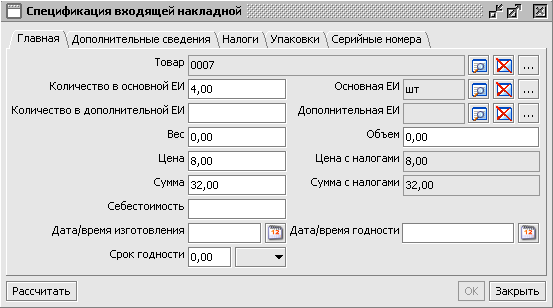 Спецификация входящей накладной
Главная Дополнительные сведения Налоги Упаковки Серийные номера
Товар 0007 ...
Количество в основной ЕИ 4,00 Основная ЕИ шт ...
Количество в дополнительной ЕИ Дополнительная ЕИ ...
Вес 0,00 Объем 0,00
Цена 8,00 Цена с налогами 8,00
Сумма 32,00 Сумма с налогами 32,00
Себестоимость
Дата/время изготовления 12 Дата/время годности 12
Срок годности 0,00
Рассчитать ОК Закрыть